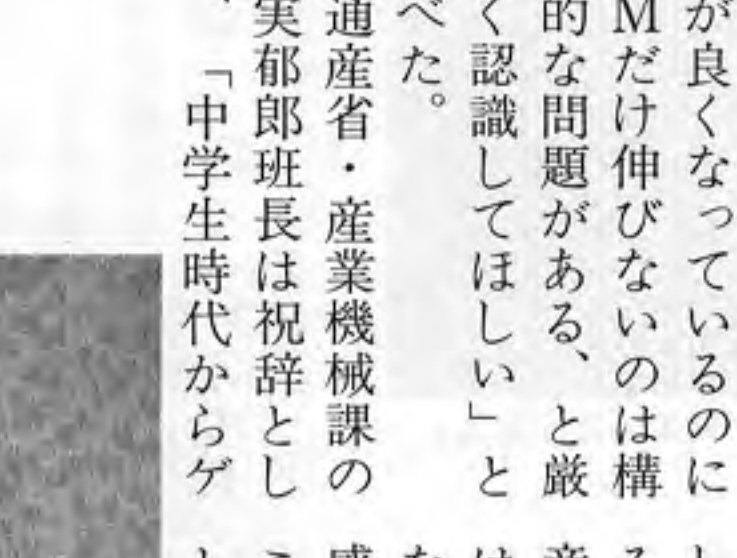 が良くなっているのに
Mだけ伸びないのは構
的な問題がある、と厳
く認識してほしい」と
べた。
通産省・産業機械課の
実郁郎班長は祝辞とし
、「中学生時代からゲ